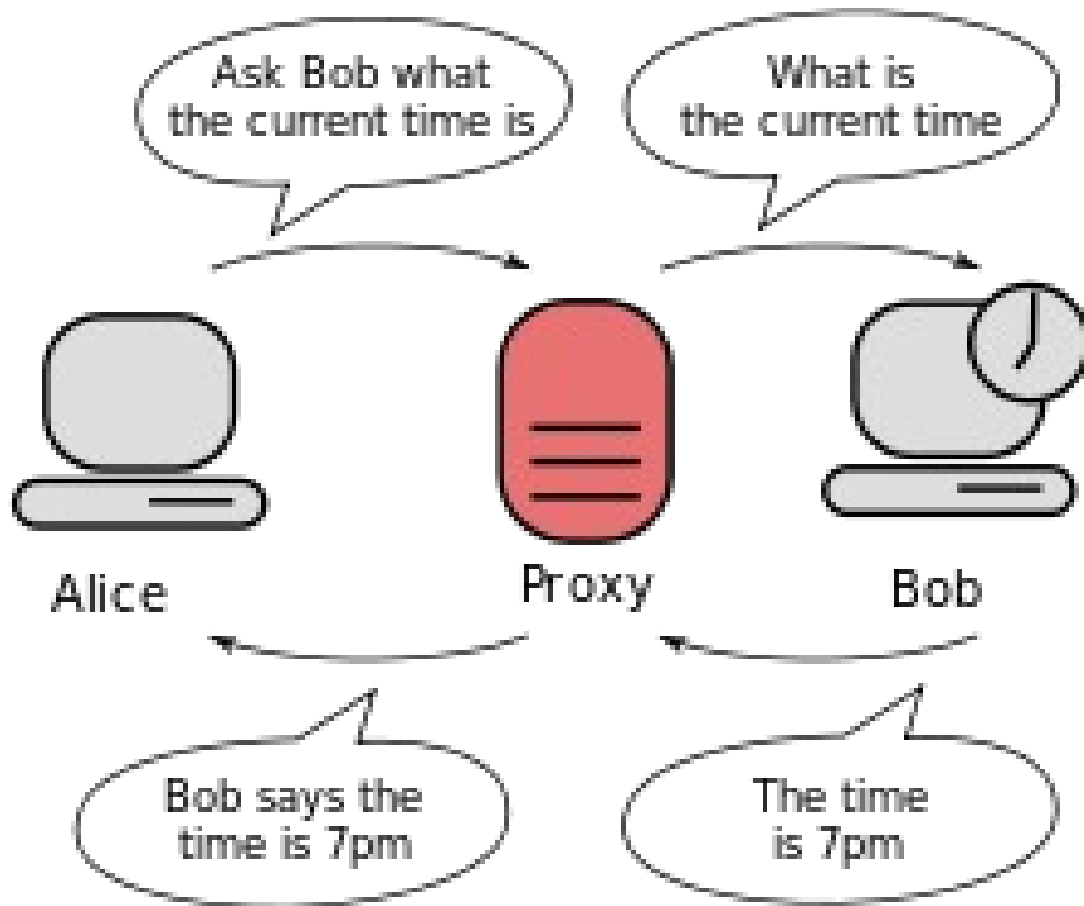 Ask Bob what
the current time is
What is
the current time
Alice
Proxy
Bob
Bob says the
time is 7pm
The time
is 7pm